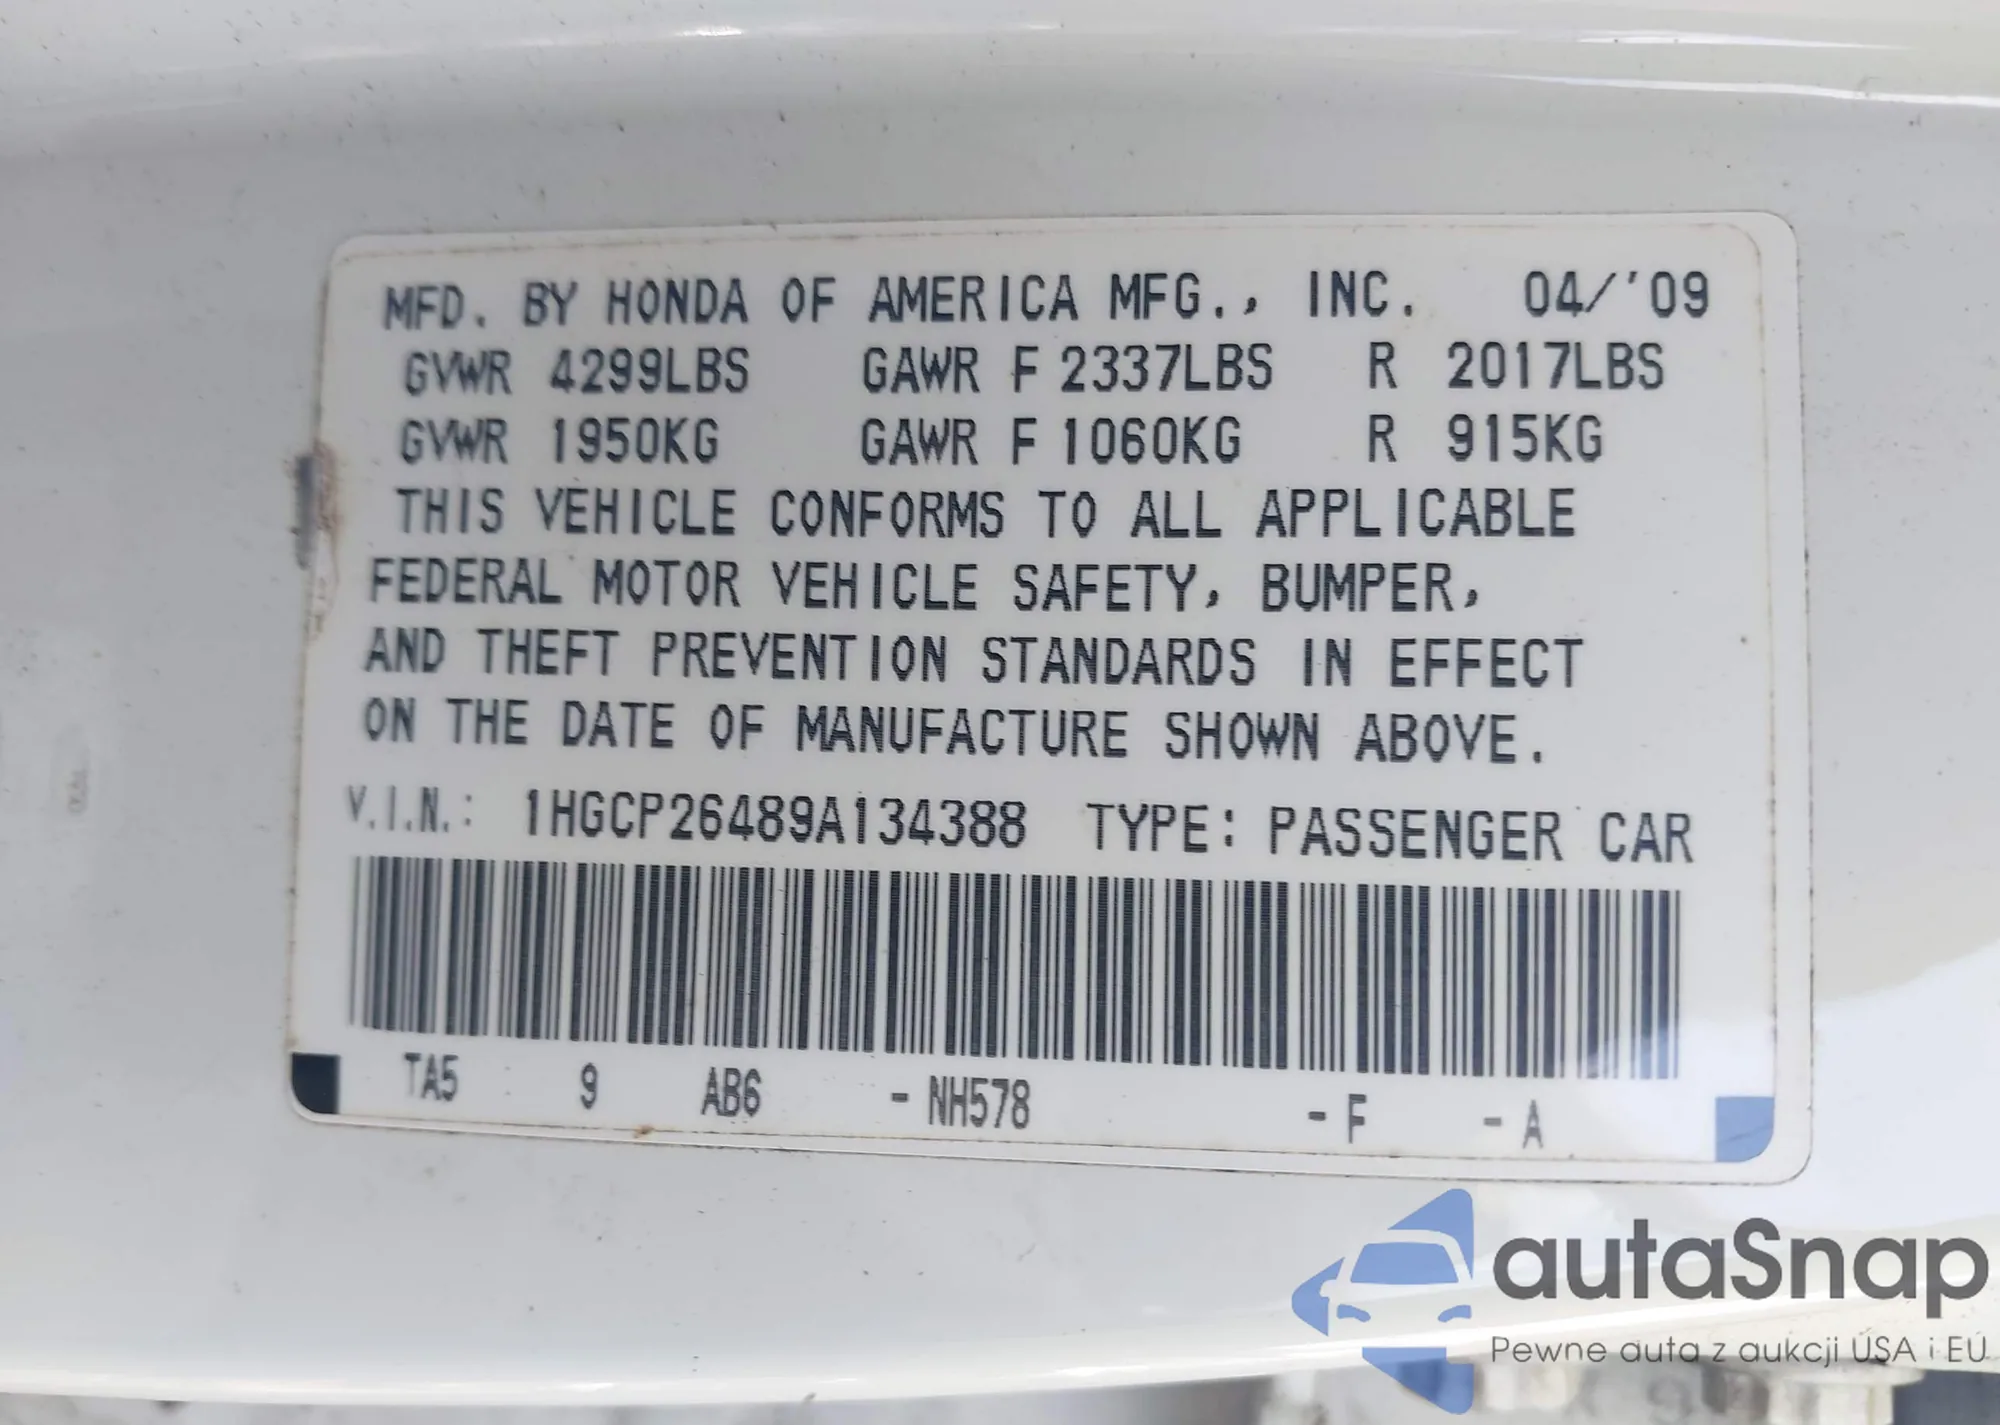 MFD. BY HONDA OF AMERICA MFG., INC. 04/'09
GVWR 4299LBS GAWR F 2337LBS R 2017LBS
GVWR 1950KG GAWR F 1060KG R 915KG
THIS VEHICLE CONFORMS TO ALL APPLICABLE
FEDERAL MOTOR VEHICLE SAFETY, BUMPER,
AND THEFT PREVENTION STANDARDS IN EFFECT
ON THE DATE OF MANUFACTURE SHOWN ABOVE.
V.I.N.: 1HGCP26489A134388 TYPE: PASSENGER CAR
TA5 9 AB6 - NH578 - F - A
autaSnap
Pewne auta z aukcji USA i EU